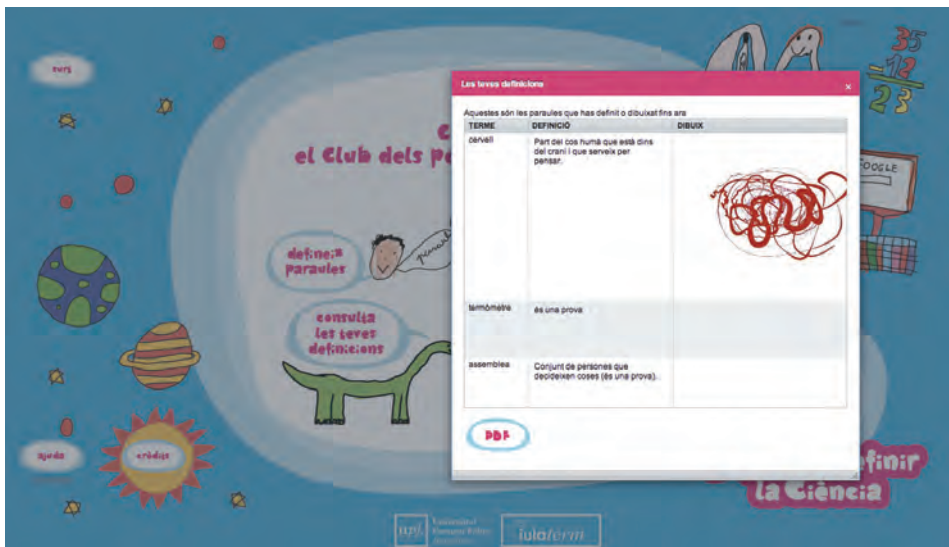 surt
35
-12
23
Les teves definicions
×
Aquestes són les paraules que has definit o dibuixat fins ara
TERME DEFINICIÓ DIBUIX
cervell
Part del cos humà que està dins
del crani i que serveix per
pensar.
termòmetre
és una prova
assemblea
Conjunt de persones que
decideixen coses (és una prova).
PDF
el Club dels
defineix
paraules
consulta
les teves
definicions
OOGLE
ajuda
crèdits
finir
la Ciència
upf.
Universitat
Pompeu Fabra
Barcelona
iulaterm